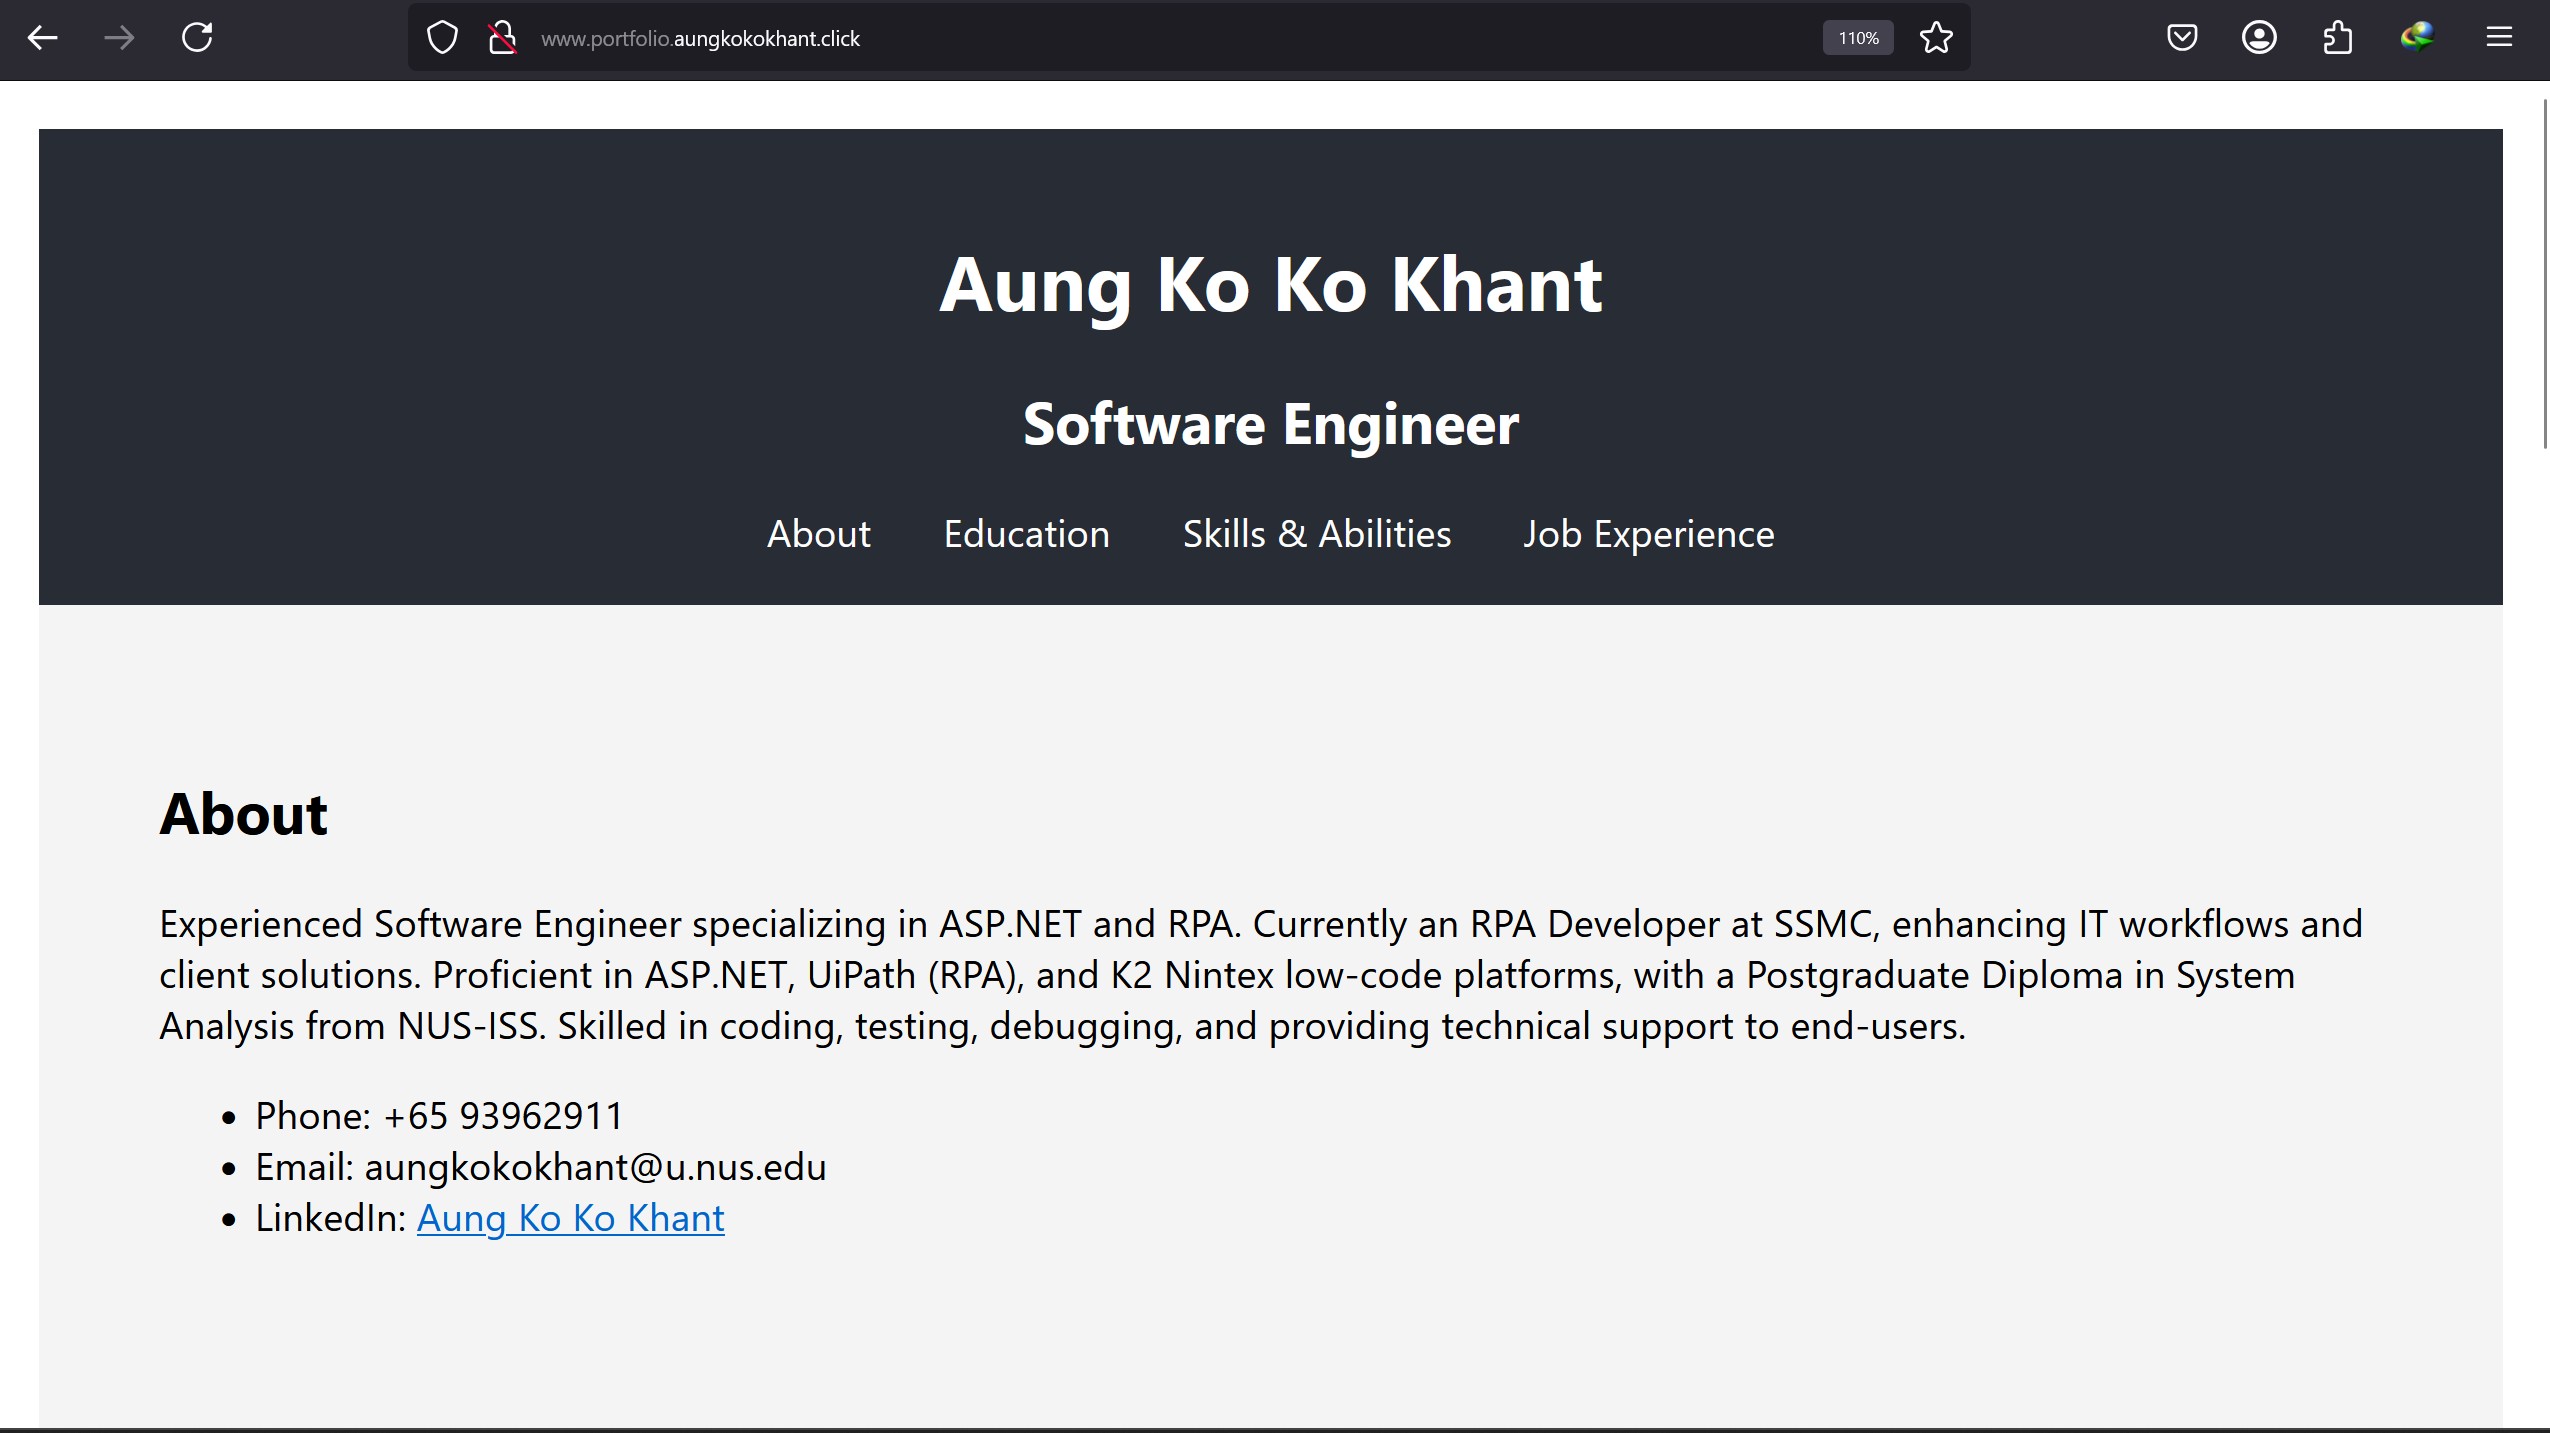 www.portfolio.aungkokokhant.click
110%
Aung Ko Ko Khant
Software Engineer
About Education Skills & Abilities Job Experience
About
Experienced Software Engineer specializing in ASP.NET and RPA. Currently an RPA Developer at SSMC, enhancing IT workflows and
client solutions. Proficient in ASP.NET, UiPath (RPA), and K2 Nintex low-code platforms, with a Postgraduate Diploma in System
Analysis from NUS-ISS. Skilled in coding, testing, debugging, and providing technical support to end-users.
• Phone: +65 93962911
• Email: aungkokokhant@u.nus.edu
• LinkedIn: Aung Ko Ko Khant